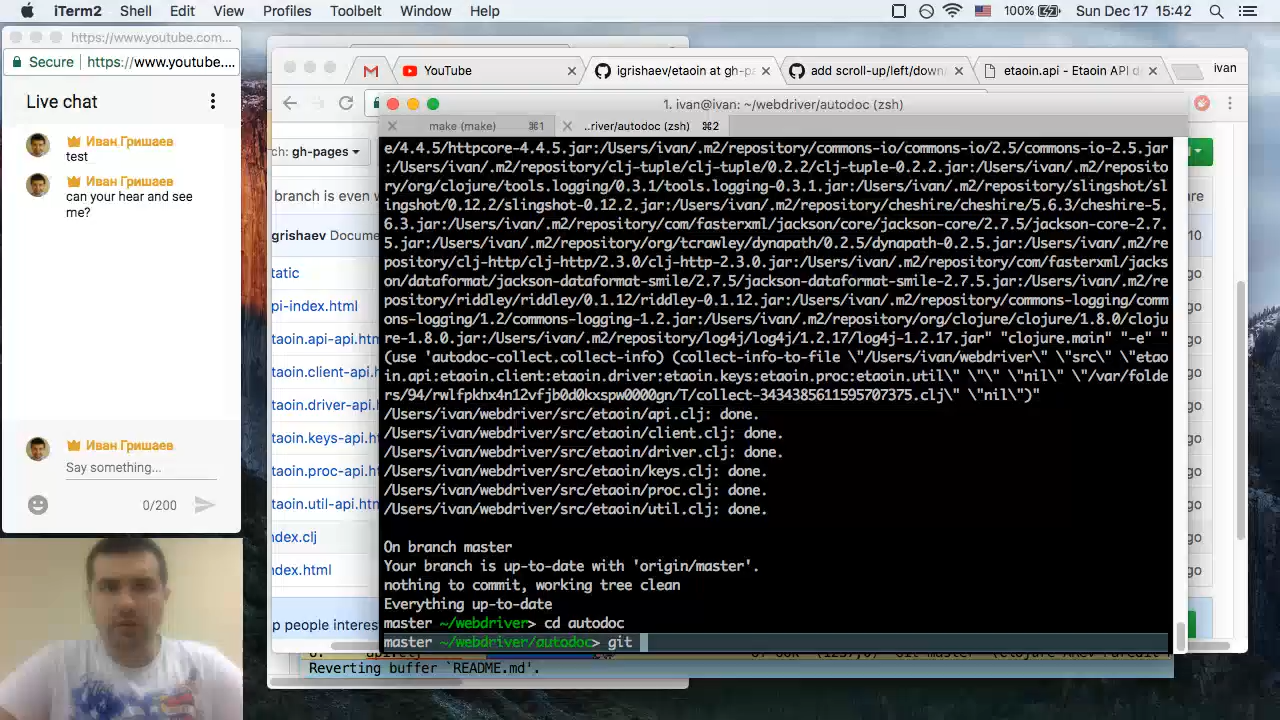 iTerm2 Shell Edit View Profiles Toolbelt Window Help 100% Sun Dec 17 15:42
https://www.youtube.com...
Secure https://www.youtube....
Live chat
Иван Гришаев
test
Иван Гришаев
can your hear and see
me?
Иван Гришаев
Say something...
0/200
YouTube igrishaev/etaoin at gh-pa add scroll-up/left/down etaoin.api - Etaoin API d ivan
1. ivan@ivan: ~/webdriver/autodoc (zsh)
make (make) ⌘1 ..river/autodoc (zsh) ⌘2
ch: gh-pages
branch is even w
grishaev Docume
tatic
pi-index.html
taoin.api-api.htm
taoin.client-api.
taoin.driver-api.l
taoin.keys-api.h
taoin.proc-api.ht
taoin.util-api.htm
ndex.clj
ndex.html
p people interes
are
10
go
go
go
go
go
go
go
go
go
go
e/4.4.5/httpcore-4.4.5.jar:/Users/ivan/.m2/repository/commons-io/commons-io/2.5/commons-io-2.5.jar
:/Users/ivan/.m2/repository/clj-tuple/clj-tuple/0.2.2/clj-tuple-0.2.2.jar:/Users/ivan/.m2/reposito
ry/org/clojure/tools.logging/0.3.1/tools.logging-0.3.1.jar:/Users/ivan/.m2/repository/slingshot/sl
ingshot/0.12.2/slingshot-0.12.2.jar:/Users/ivan/.m2/repository/cheshire/cheshire/5.6.3/cheshire-5.
6.3.jar:/Users/ivan/.m2/repository/com/fasterxml/jackson/core/jackson-core/2.7.5/jackson-core-2.7.
5.jar:/Users/ivan/.m2/repository/org/tcrawley/dynapath/0.2.5/dynapath-0.2.5.jar:/Users/ivan/.m2/re
pository/clj-http/clj-http/2.3.0/clj-http-2.3.0.jar:/Users/ivan/.m2/repository/com/fasterxml/jacks
on/dataformat/jackson-dataformat-smile/2.7.5/jackson-dataformat-smile-2.7.5.jar:/Users/ivan/.m2/re
pository/riddley/riddley/0.1.12/riddley-0.1.12.jar:/Users/ivan/.m2/repository/commons-logging/comm
ons-logging/1.2/commons-logging-1.2.jar:/Users/ivan/.m2/repository/org/clojure/clojure/1.8.0/cloju
re-1.8.0.jar:/Users/ivan/.m2/repository/log4j/log4j/1.2.17/log4j-1.2.17.jar" "clojure.main" "-e" "
(use 'autodoc-collect.collect-info) (collect-info-to-file \"/Users/ivan/webdriver\" \"src\" \"etao
in.api:etaoin.client:etaoin.driver:etaoin.keys:etaoin.proc:etaoin.util\" \"\" \"nil\" \"/var/folde
rs/94/rwlfpkhx4n12vfjb0d0kxspw0000gn/T/collect-3434385611595707375.clj\" \"nil\")"
/Users/ivan/webdriver/src/etaoin/api.clj: done.
/Users/ivan/webdriver/src/etaoin/client.clj: done.
/Users/ivan/webdriver/src/etaoin/driver.clj: done.
/Users/ivan/webdriver/src/etaoin/keys.clj: done.
/Users/ivan/webdriver/src/etaoin/proc.clj: done.
/Users/ivan/webdriver/src/etaoin/util.clj: done.
On branch master
Your branch is up-to-date with 'origin/master'.
nothing to commit, working tree clean
Everything up-to-date
master ~/webdriver> cd autodoc
master ~/webdriver/autodoc> git
Reverting buffer `README.md'.